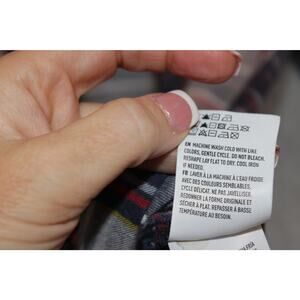 EN MACHINE WASH COLD WITH LIKE
COLORS, GENTLE CYCLE. DO NOT BLEACH.
RESHAPE LAY FLAT TO DRY. COOL IRON
IF NEEDED.
FR LAVER À LA MACHINE À L'EAU FROIDE
AVEC DES COULEURS SEMBLABLES,
CYCLE DÉLICAT. NE PAS JAVELLISER.
REDONNER LA FORME ORIGINALE ET
SÉCHER À PLAT. REPASSER À BASSE
TEMPÉRATURE AU BESOIN.